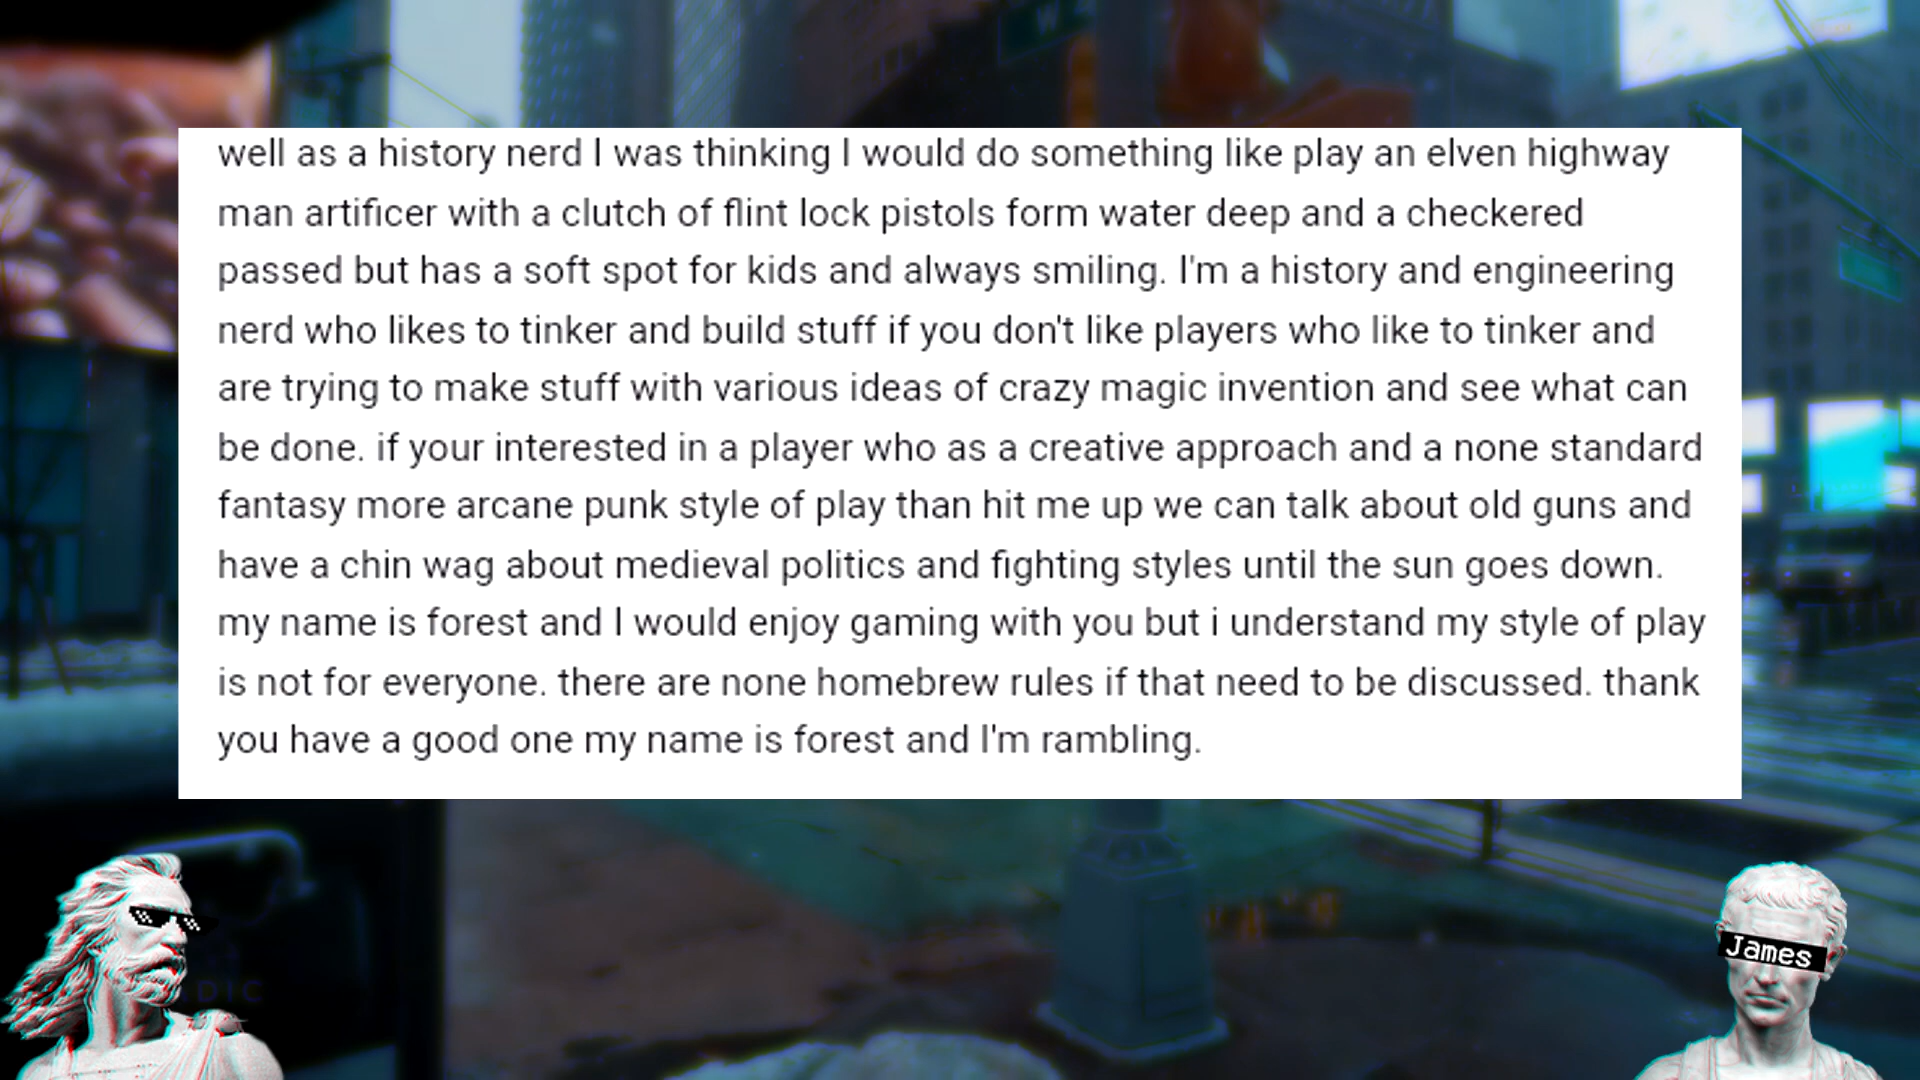 well as a history nerd I was thinking I would do something like play an elven highway
man artificer with a clutch of flint lock pistols form water deep and a checkered
passed but has a soft spot for kids and always smiling. I'm a history and engineering
nerd who likes to tinker and build stuff if you don't like players who like to tinker and
are trying to make stuff with various ideas of crazy magic invention and see what can
be done. if your interested in a player who as a creative approach and a none standard
fantasy more arcane punk style of play than hit me up we can talk about old guns and
have a chin wag about medieval politics and fighting styles until the sun goes down.
my name is forest and I would enjoy gaming with you but i understand my style of play
is not for everyone. there are none homebrew rules if that need to be discussed. thank
you have a good one my name is forest and I'm rambling.
James